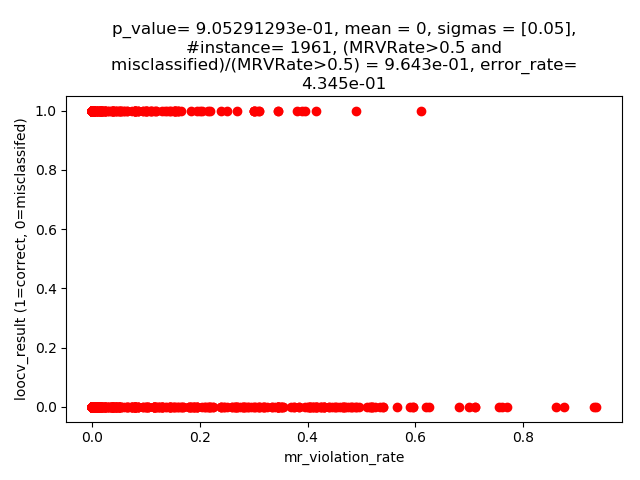 p_value= 9.05291293e-01, mean = 0, sigmas = [0.05],
#instance= 1961, (MRVRate>0.5 and
misclassified)/(MRVRate>0.5) = 9.643e-01, error_rate=
4.345e-01
1.0
0.8
0.6
0.4
0.2
0.0
loocv_result (1=correct, 0=misclassifed)
0.0 0.2 0.4 0.6 0.8
mr_violation_rate